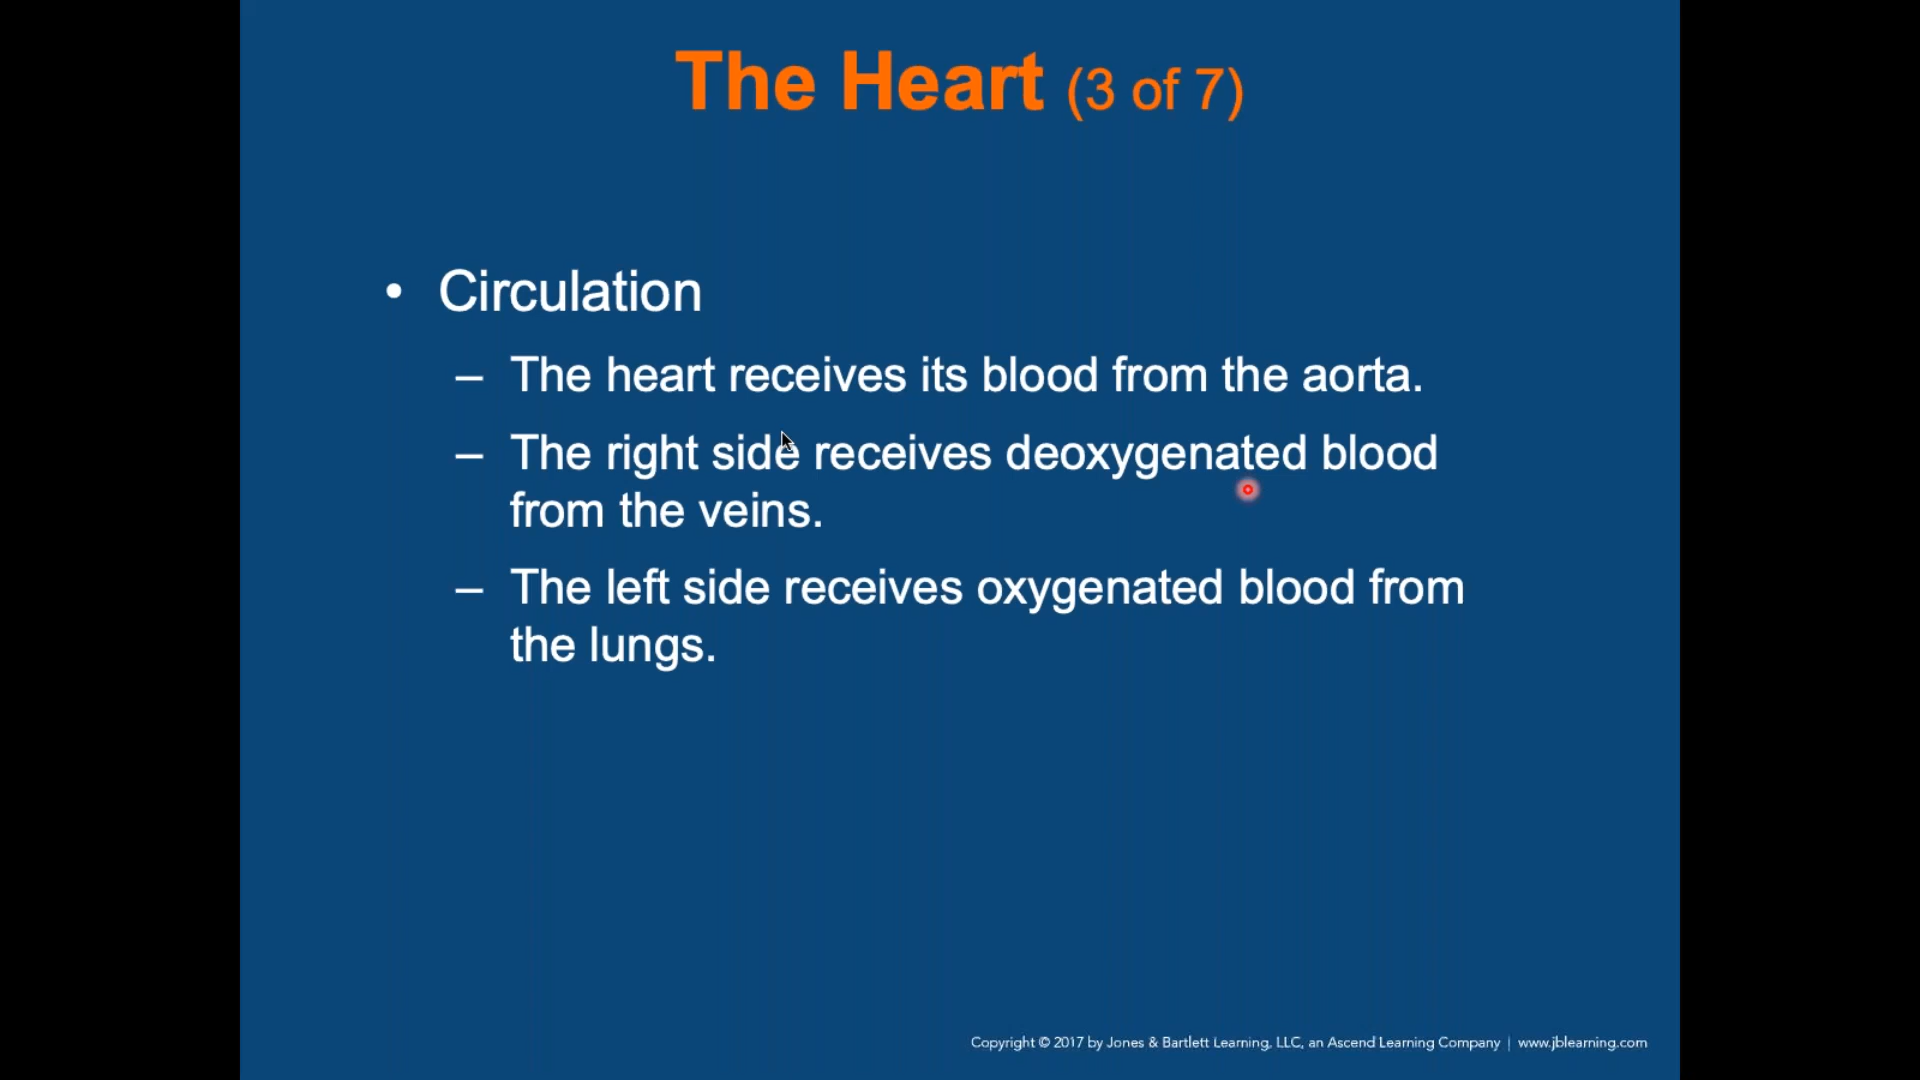 The Heart (3 of 7)
• Circulation
– The heart receives its blood from the aorta.
– The right side receives deoxygenated blood
from the veins.
– The left side receives oxygenated blood from
the lungs.
Copyright © 2017 by Jones & Bartlett Learning, LLC, an Ascend Learning Company | www.jblearning.com